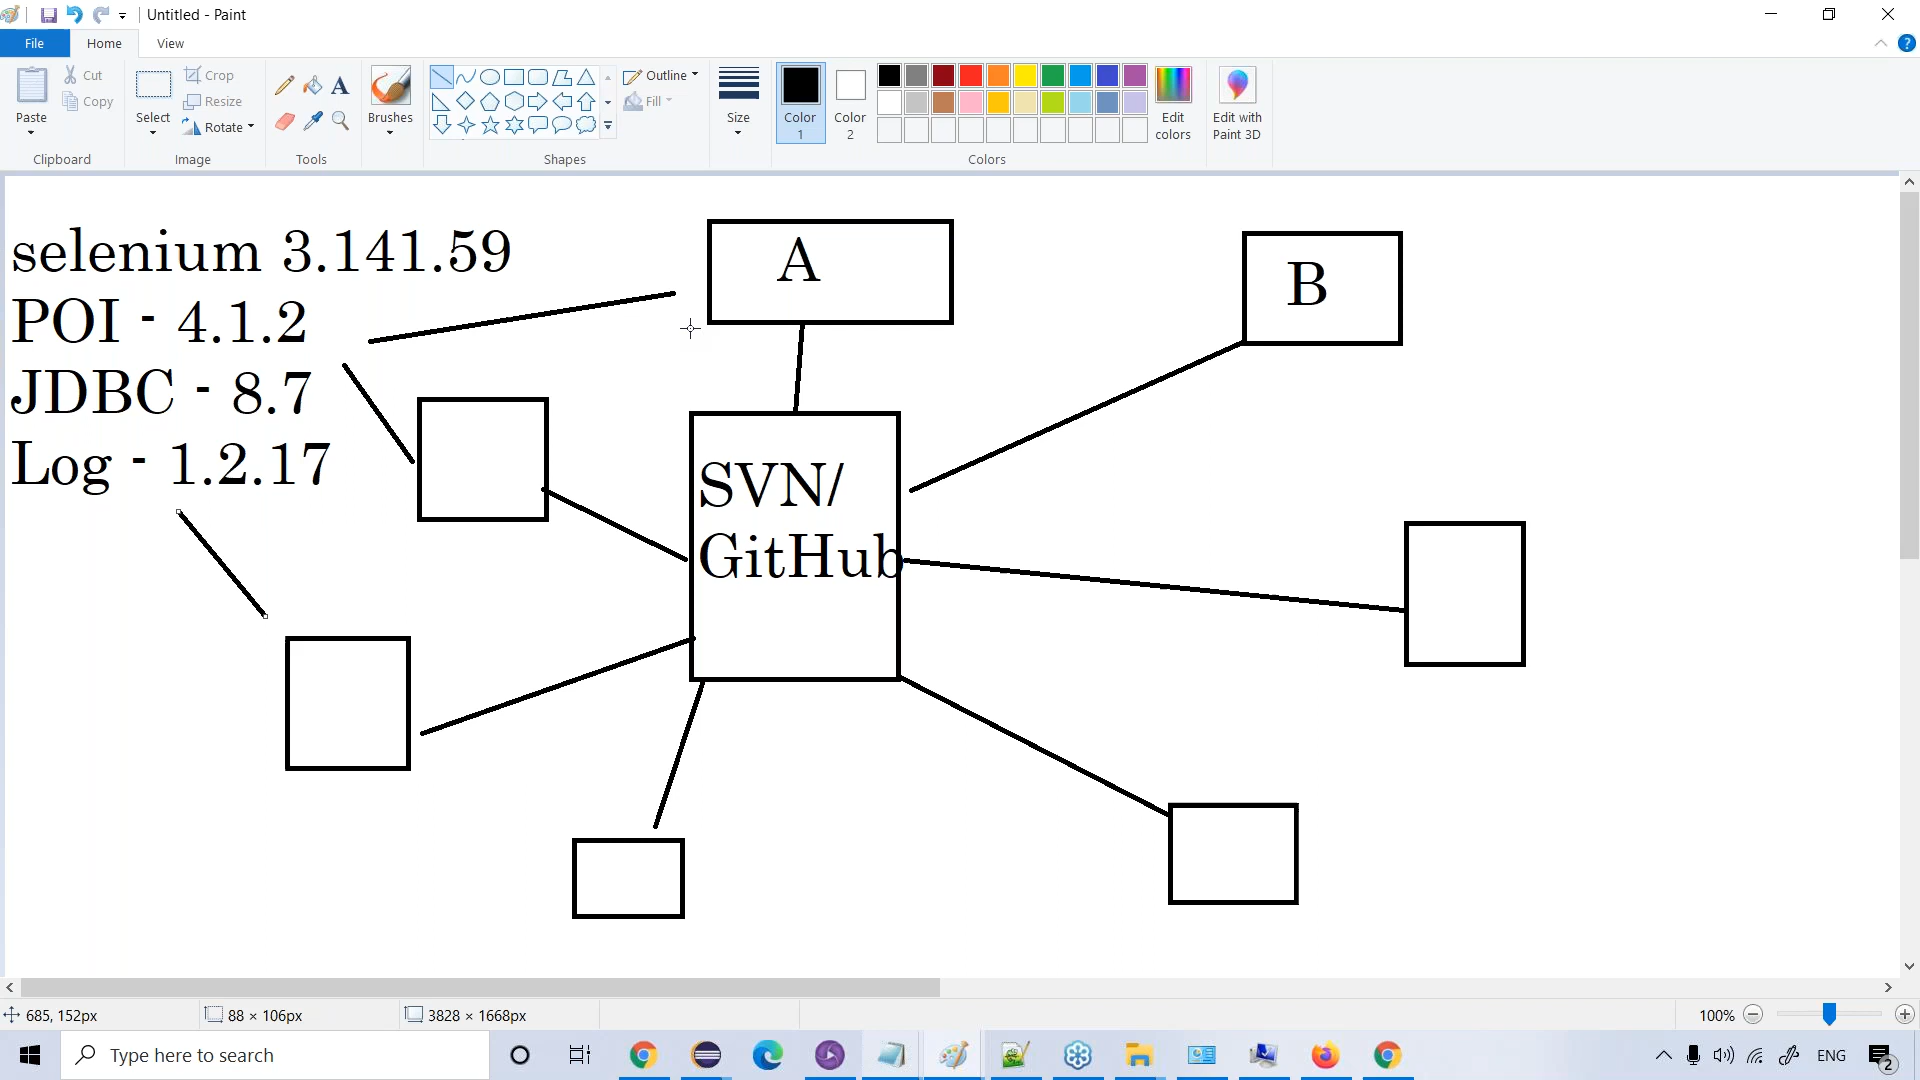 Untitled - Paint
File Home View
Paste
Cut
Copy
Clipboard
Select
Crop
Resize
Rotate
Image
A
Tools
Brushes
Shapes
Outline
Fill
Size
Color 1
Color 2
Colors
Edit colors
Edit with Paint 3D
?
selenium 3.141.59
POI - 4.1.2
JDBC - 8.7
Log - 1.2.17
A
B
SVN/
GitHub
685, 152px
88 × 106px
3828 × 1668px
100%
Type here to search
ENG
2